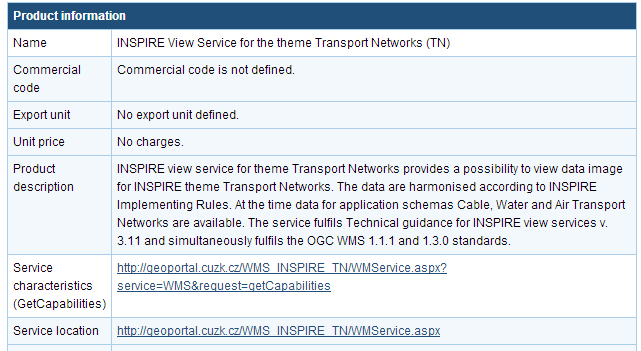 Product information
Name INSPIRE View Service for the theme Transport Networks (TN)
Commercial code Commercial code is not defined.
Export unit No export unit defined.
Unit price No charges.
Product description INSPIRE view service for theme Transport Networks provides a possibility to view data image
for INSPIRE theme Transport Networks. The data are harmonised according to INSPIRE
Implementing Rules. At the time data for application schemas Cable, Water and Air Transport
Networks are available. The service fulfils Technical guidance for INSPIRE view services v.
3.11 and simultaneously fulfils the OGC WMS 1.1.1 and 1.3.0 standards.
Service characteristics (GetCapabilities) http://geoportal.cuzk.cz/WMS_INSPIRE_TN/WMService.aspx?
service=WMS&request=getCapabilities
Service location http://geoportal.cuzk.cz/WMS_INSPIRE_TN/WMService.aspx